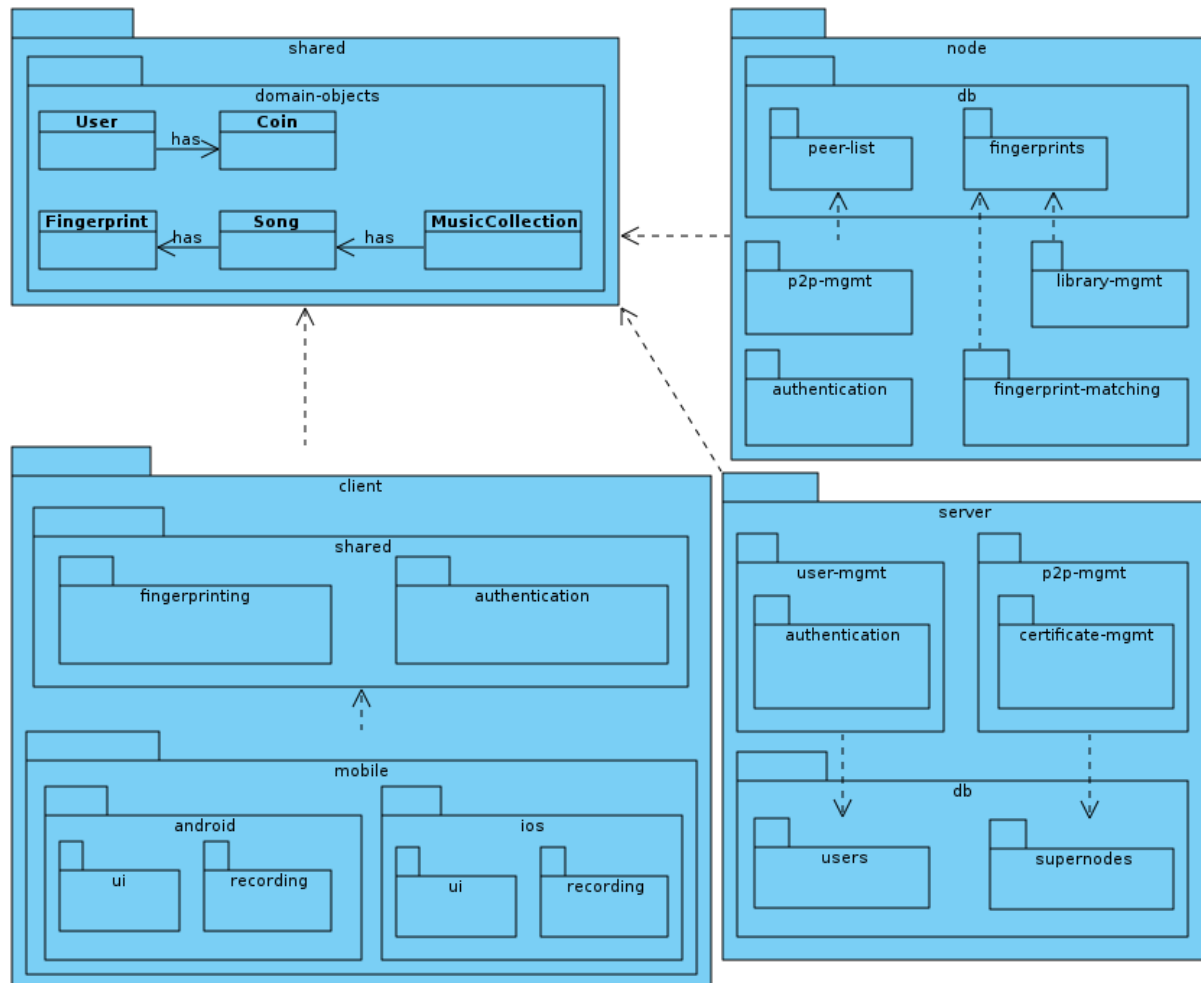 shared
domain-objects
User
has
Coin
Fingerprint
has
Song
has
MusicCollection
node
db
peer-list
fingerprints
p2p-mgmt
library-mgmt
authentication
fingerprint-matching
client
shared
fingerprinting
authentication
mobile
android
ui
recording
ios
ui
recording
server
user-mgmt
authentication
p2p-mgmt
certificate-mgmt
db
users
supernodes